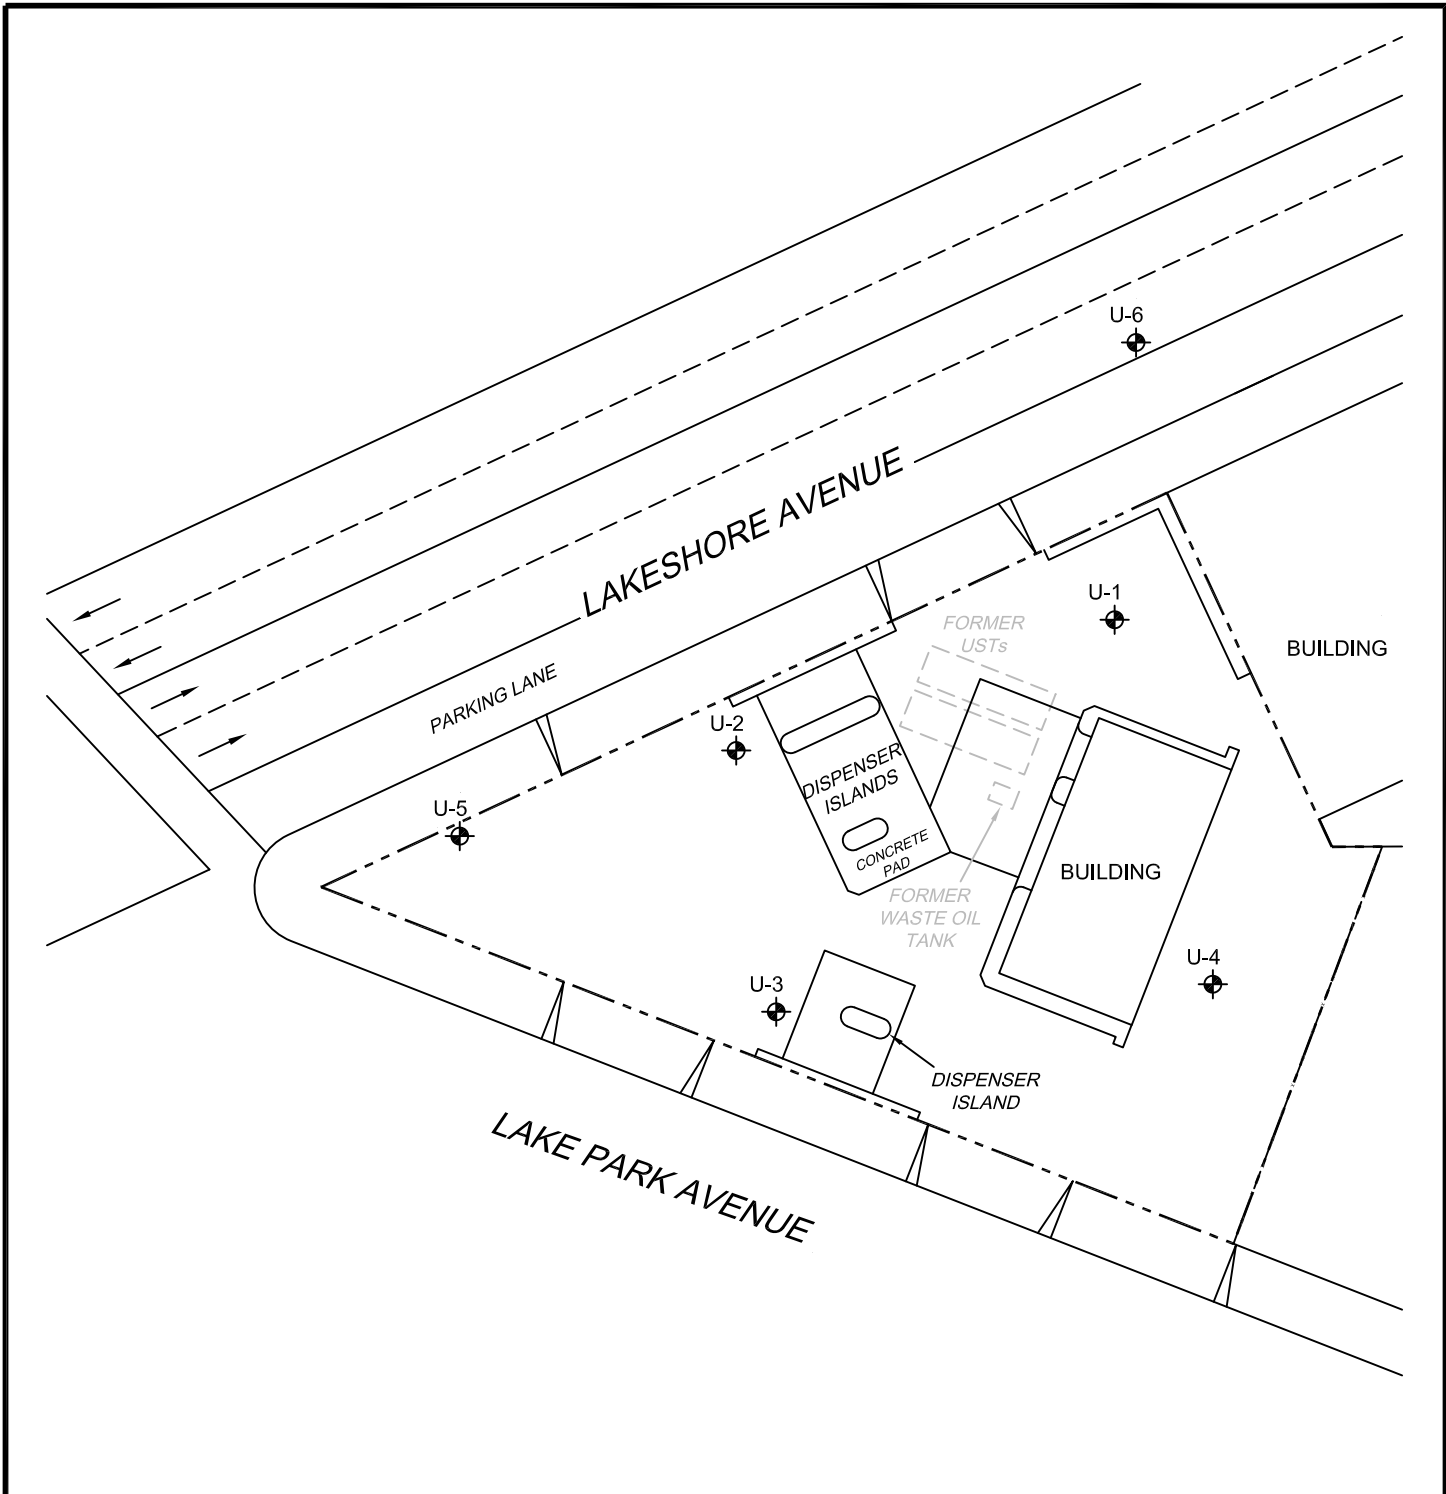 U-6
LAKESHORE AVENUE
U-1
FORMER
USTs
BUILDING
PARKING LANE
U-2
DISPENSER
ISLANDS
U-5
CONCRETE
PAD
BUILDING
FORMER
WASTE OIL
TANK
U-4
U-3
DISPENSER
ISLAND
LAKE PARK AVENUE